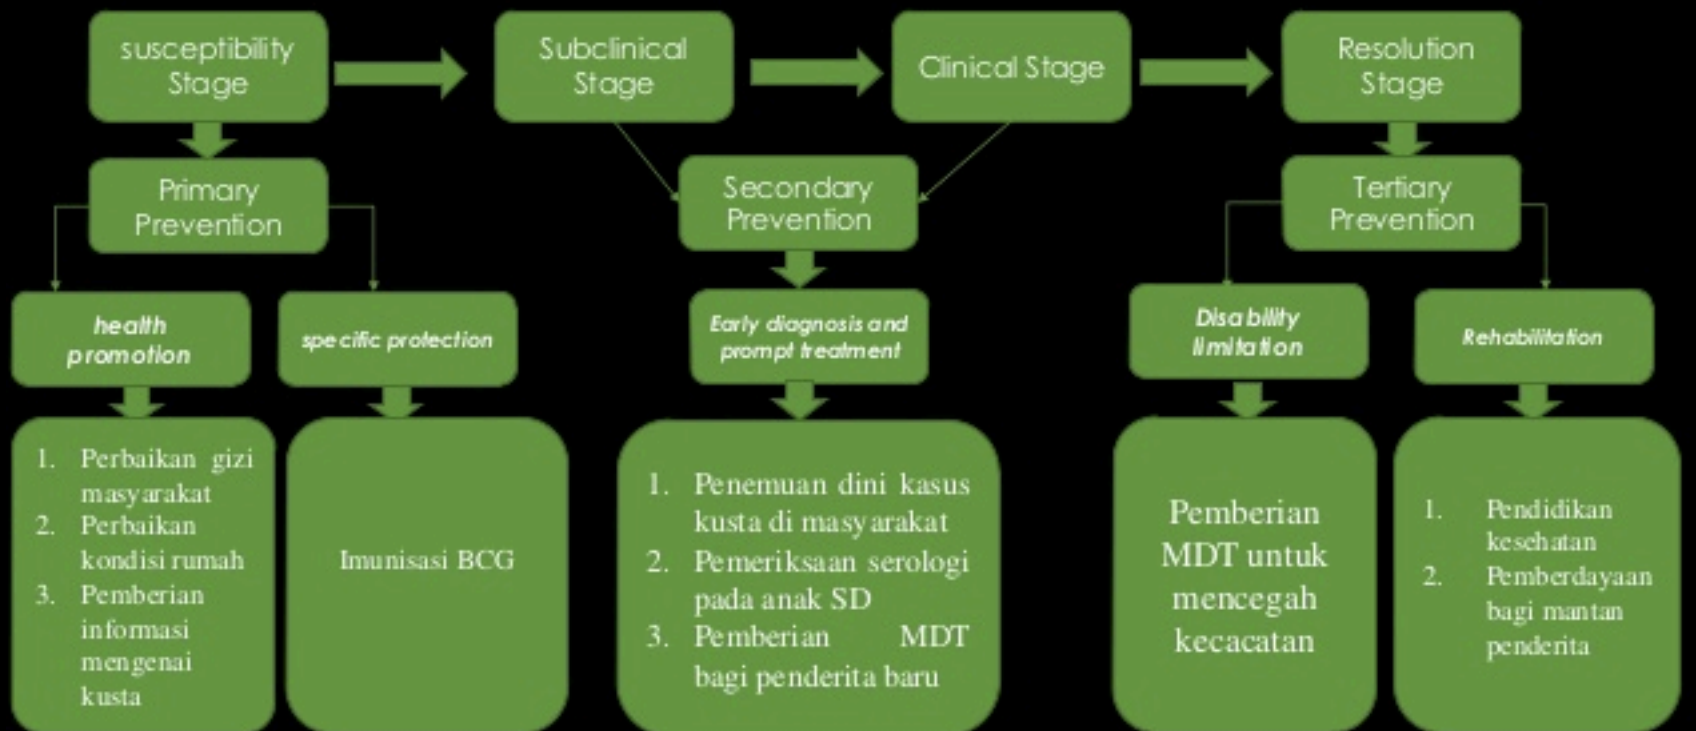 susceptibility
Stage
Subclinical
Stage
Clinical Stage
Resolution
Stage
Primary
Prevention
Secondary
Prevention
Tertiary
Prevention
health
promotion
specific protection
Early diagnosis and
prompt treatment
Disability
limitation
Rehabilitation
1. Perbaikan gizi
masyarakat
2. Perbaikan
kondisi rumah
3. Pemberian
informasi
mengenai
kusta
Imunisasi BCG
1. Penemuan dini kasus
kusta di masyarakat
2. Pemeriksaan serologi
pada anak SD
3. Pemberian MDT
bagi penderita baru
Pemberian
MDT untuk
mencegah
kecacatan
1. Pendidikan
kesehatan
2. Pemberdayaan
bagi mantan
penderita